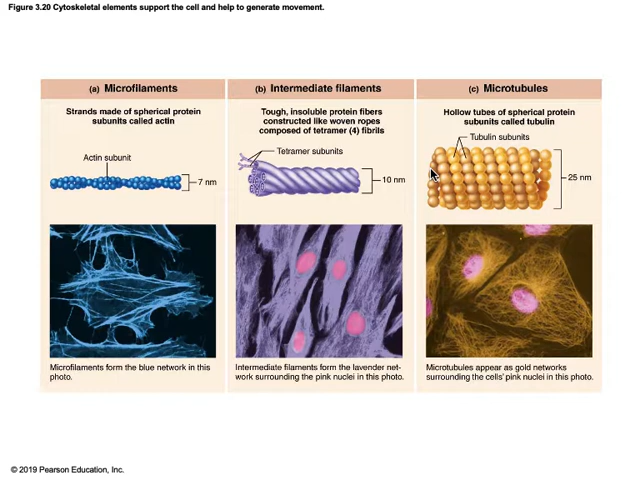 Figure 3.20 Cytoskeletal elements support the cell and help to generate movement.
(a) Microfilaments
Strands made of spherical protein
subunits called actin
Actin subunit
7 nm
Microfilaments form the blue network in this
photo.
(b) Intermediate filaments
Tough, insoluble protein fibers
constructed like woven ropes
composed of tetramer (4) fibrils
Tetramer subunits
10 nm
Intermediate filaments form the lavender net-
work surrounding the pink nuclei in this photo.
(c) Microtubules
Hollow tubes of spherical protein
subunits called tubulin
Tubulin subunits
25 nm
Microtubules appear as gold networks
surrounding the cells' pink nuclei in this photo.
© 2019 Pearson Education, Inc.